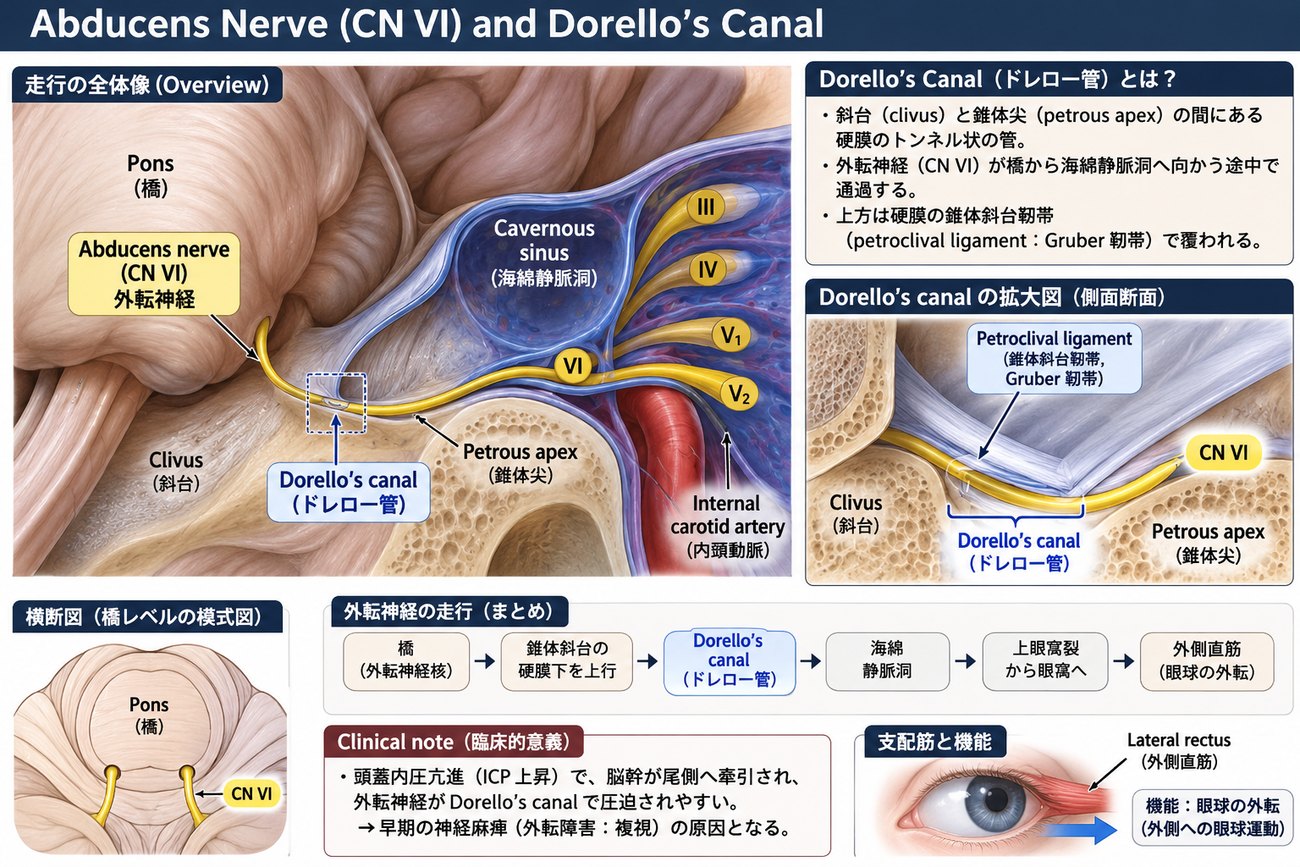 Abducens Nerve (CN VI) and Dorello's Canal
走行の全体像 (Overview)
Pons
(橋)
Abducens nerve
(CN VI)
外転神経
Cavernous
sinus
(海綿静脈洞)
III
IV
V₁
VI
V₂
Clivus
(斜台)
Dorello's canal
(ドレロー管)
Petrous apex
(錐体尖)
Internal
carotid artery
(内頭動脈)
Dorello's Canal（ドレロー管）とは？
・斜台（clivus）と錐体尖（petrous apex）の間にある
硬膜のトンネル状の管。
・外転神経（CN VI）が橋から海綿静脈洞へ向かう途中で
通過する。
・上方は硬膜の錐体斜台靭帯
（petroclival ligament：Gruber 靭帯）で覆われる。
Dorello's canal の拡大図（側面断面）
Petroclival ligament
(錐体斜台靭帯,
Gruber 靭帯)
CN VI
Clivus
(斜台)
Dorello's canal
(ドレロー管)
Petrous apex
(錐体尖)
横断図（橋レベルの模式図）
Pons
(橋)
CN VI
外転神経の走行（まとめ）
橋
(外転神経核)
→
錐体斜台の
硬膜下を上行
→
Dorello's
canal
(ドレロー管)
→
海綿
静脈洞
→
上眼窩裂
から眼窩へ
→
外側直筋
(眼球の外転)
Clinical note（臨床的意義）
・頭蓋内圧亢進（ICP 上昇）で、脳幹が尾側へ牽引され、
外転神経が Dorello's canal で圧迫されやすい。
→ 早期の神経麻痺（外転障害：複視）の原因となる。
支配筋と機能
Lateral rectus
(外側直筋)
機能：眼球の外転
(外側への眼球運動)